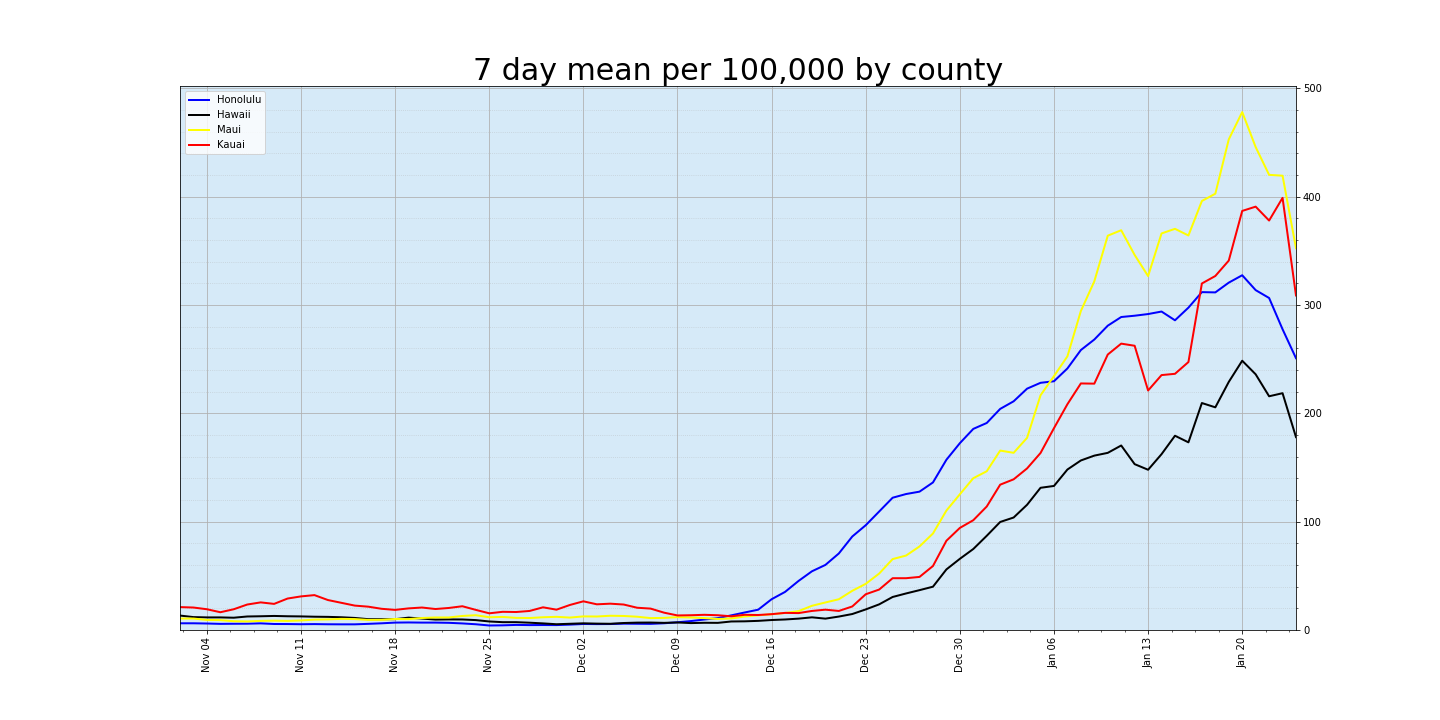 7 day mean per 100,000 by county
Honolulu
Hawaii
Maui
Kauai
500
400
300
200
100
0
Nov 04
Nov 11
Nov 18
Nov 25
Dec 02
Dec 09
Dec 16
Dec 23
Dec 30
Jan 06
Jan 13
Jan 20